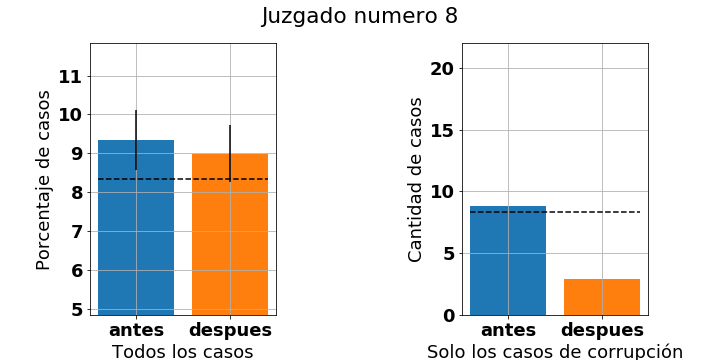 Juzgado numero 8
Porcentaje de casos
11
10
9
8
7
6
5
antes despues
Todos los casos
Cantidad de casos
20
15
10
5
0
antes despues
Solo los casos de corrupción